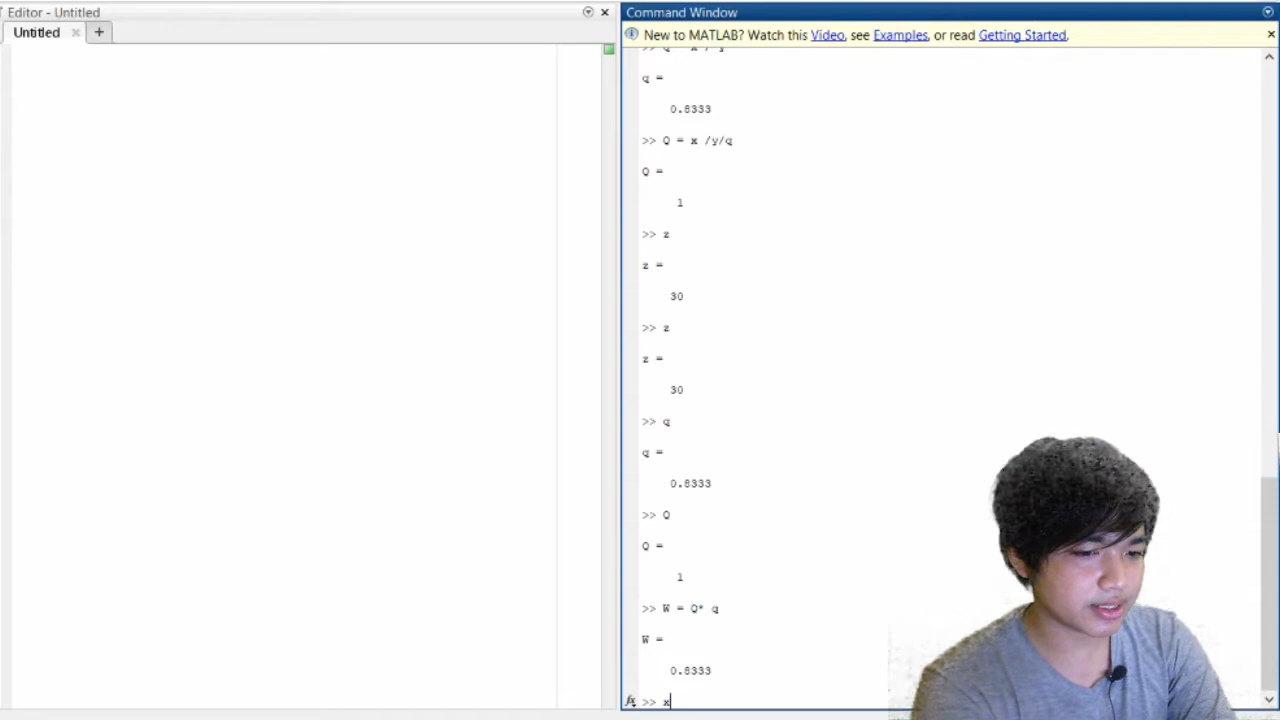 Editor - Untitled
Untitled
+
Command Window
New to MATLAB? Watch this Video, see Examples, or read Getting Started.
q =
0.8333
>> Q = x /y/q
Q =
1
>> z
z =
30
>> z
z =
30
>> q
q =
0.8333
>> Q
Q =
1
>> W = Q* q
W =
0.8333
fx >> x